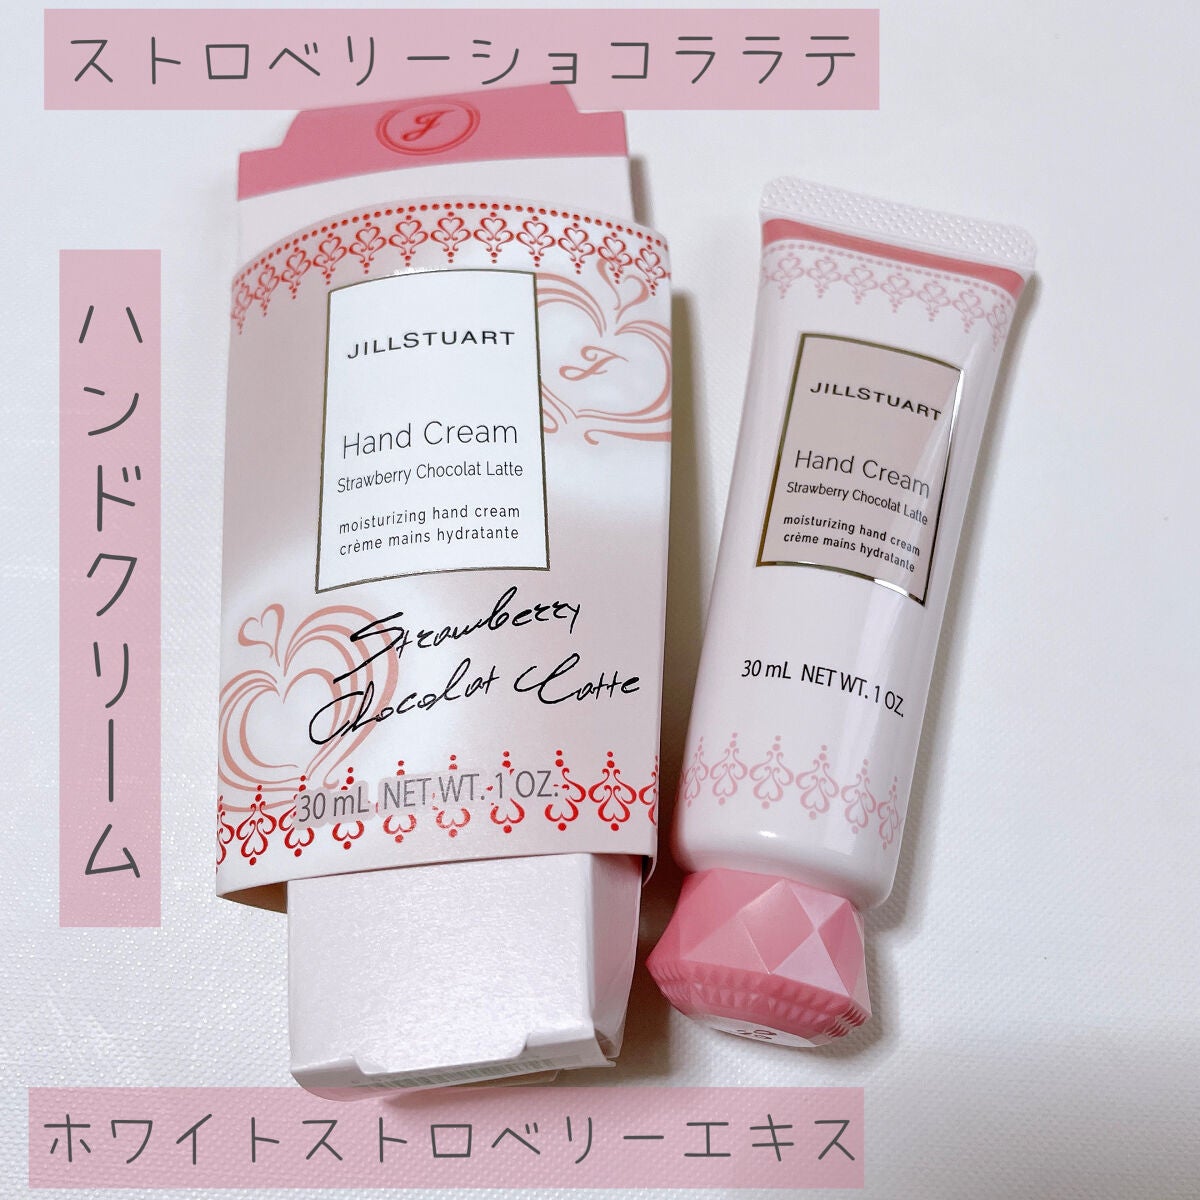 ストロベリーショコララテ
ハンドクリーム
J
JILLSTUART
Hand Cream
Strawberry Chocolat Latte
moisturizing hand cream
crème mains hydratante
J
Strawberry
Chocolat Latte
30 mL NET WT. 1 OZ.
JILLSTUART
Hand Cream
Strawberry Chocolat Latte
moisturizing hand cream
crème mains hydratante
30 mL NET WT. 1 OZ.
ホワイトストロベリーエキス